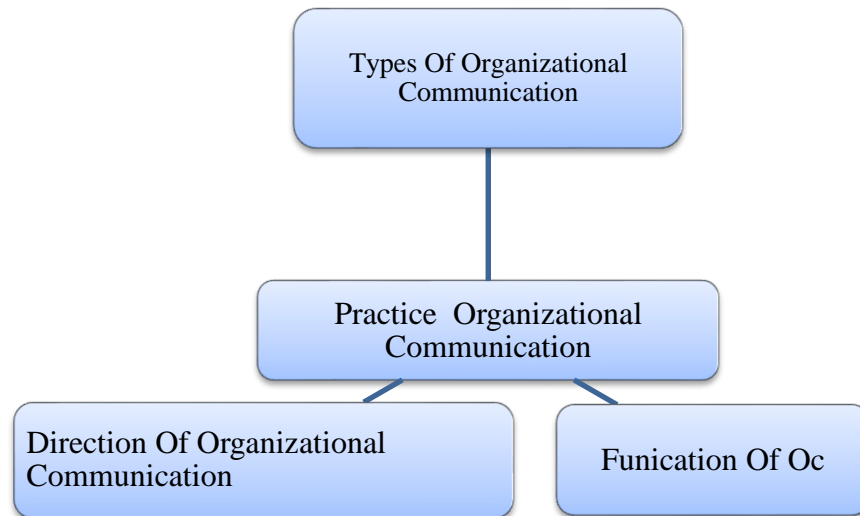 Types Of Organizational
Communication
Practice  Organizational
Communication
Direction Of Organizational
Communication
Funication Of Oc